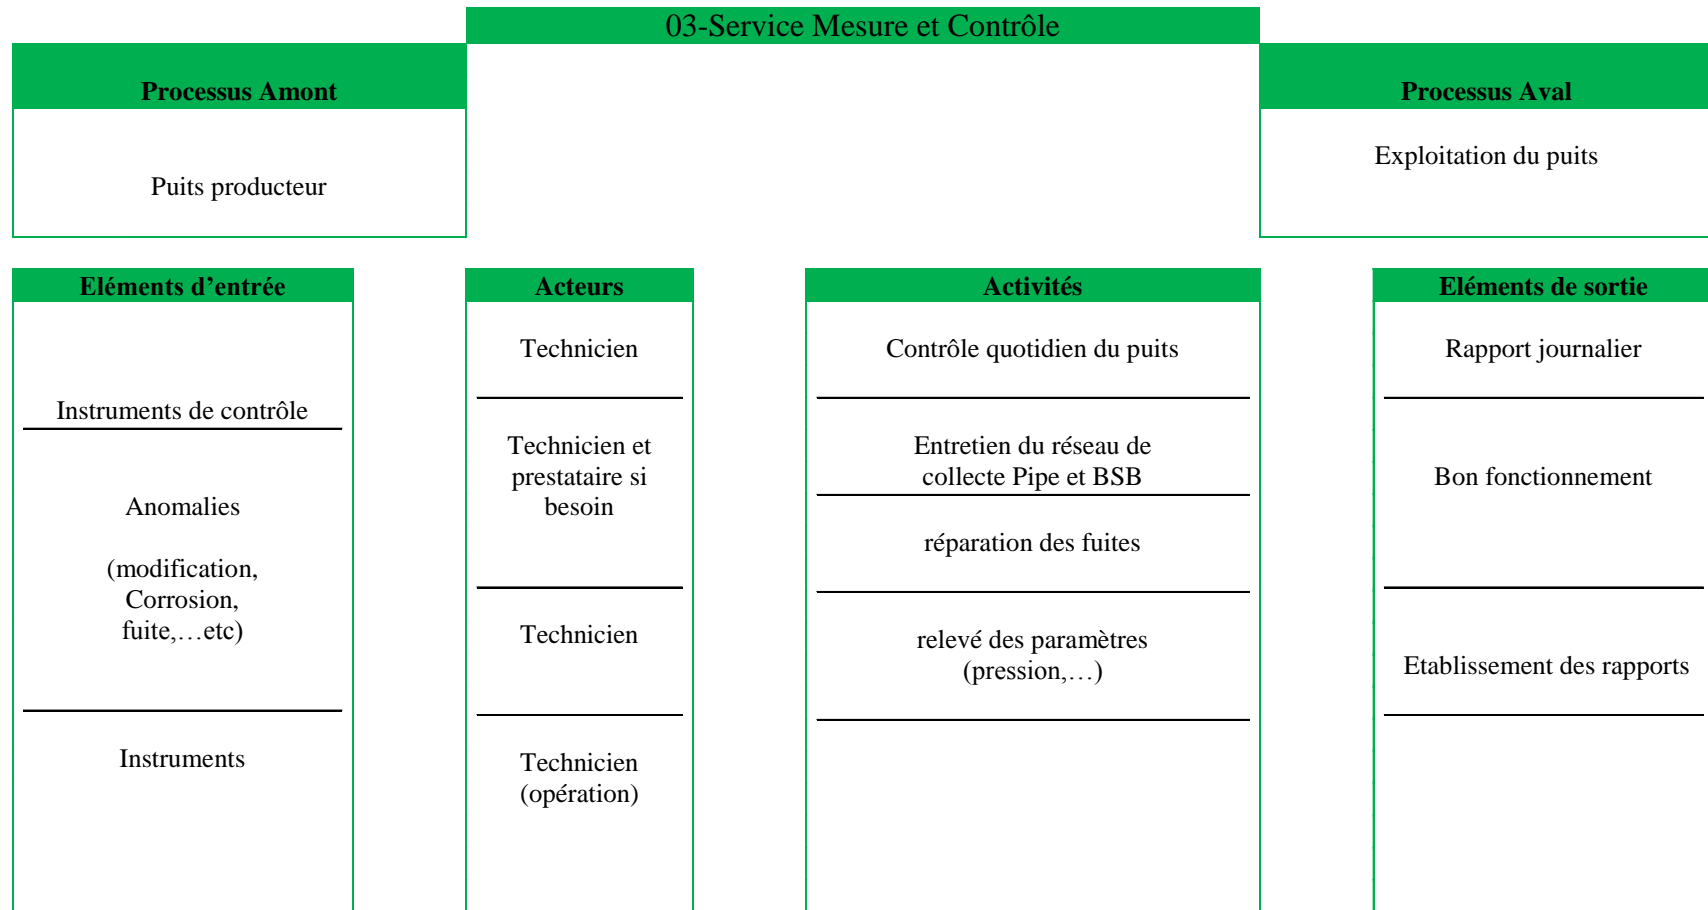 03-Service Mesure et Contrôle
Processus Amont
Puits producteur
Processus Aval
Exploitation du puits
Eléments d’entrée
Instruments de contrôle
Anomalies
(modification,
Corrosion,
fuite,…etc)
Instruments
Acteurs
Technicien
Technicien et
prestataire si
besoin
Technicien
Technicien
(opération)
Activités
Contrôle quotidien du puits
Entretien du réseau de
collecte Pipe et BSB
réparation des fuites
relevé des paramètres
(pression,…)
Eléments de sortie
Rapport journalier
Bon fonctionnement
Etablissement des rapports